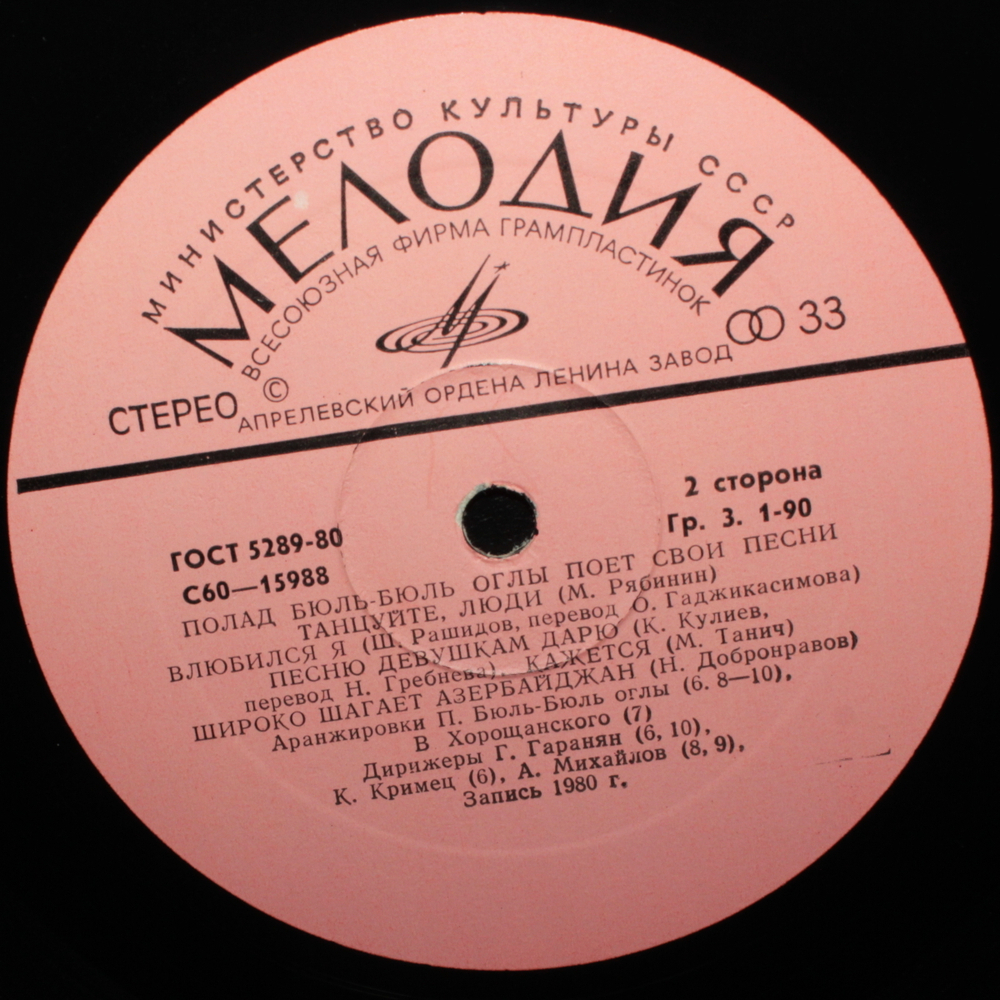 МИНИСТЕРСТВО КУЛЬТУРЫ СССР
МЕЛОДИЯ
ВСЕСОЮЗНАЯ ФИРМА ГРАМПЛАСТИНОК
33
СТЕРЕО
©
АПРЕЛЕВСКИЙ ОРДЕНА ЛЕНИНА ЗАВОД
2 сторона
ГОСТ 5289-80
Гр. 3. 1-90
С60—15988
ПОЛАД БЮЛЬ-БЮЛЬ ОГЛЫ ПОЕТ СВОИ ПЕСНИ
ТАНЦУЙТЕ, ЛЮДИ (М. Рябинин)
ВЛЮБИЛСЯ Я (Ш. Рашидов, перевод О. Гаджикасимова)
ПЕСНЮ ДЕВУШКАМ ДАРЮ (К. Кулиев,
перевод Н. Гребнева), КАЖЕТСЯ (М. Танич)
ШИРОКО ШАГАЕТ АЗЕРБАЙДЖАН (Н. Добронравов)
Аранжировки П. Бюль-Бюль оглы (6. 8—10),
В Хорощанского (7)
Дирижеры Г. Гаранян (6, 10),
К. Кримец (6), А. Михайлов (8, 9),
Запись 1980 г.